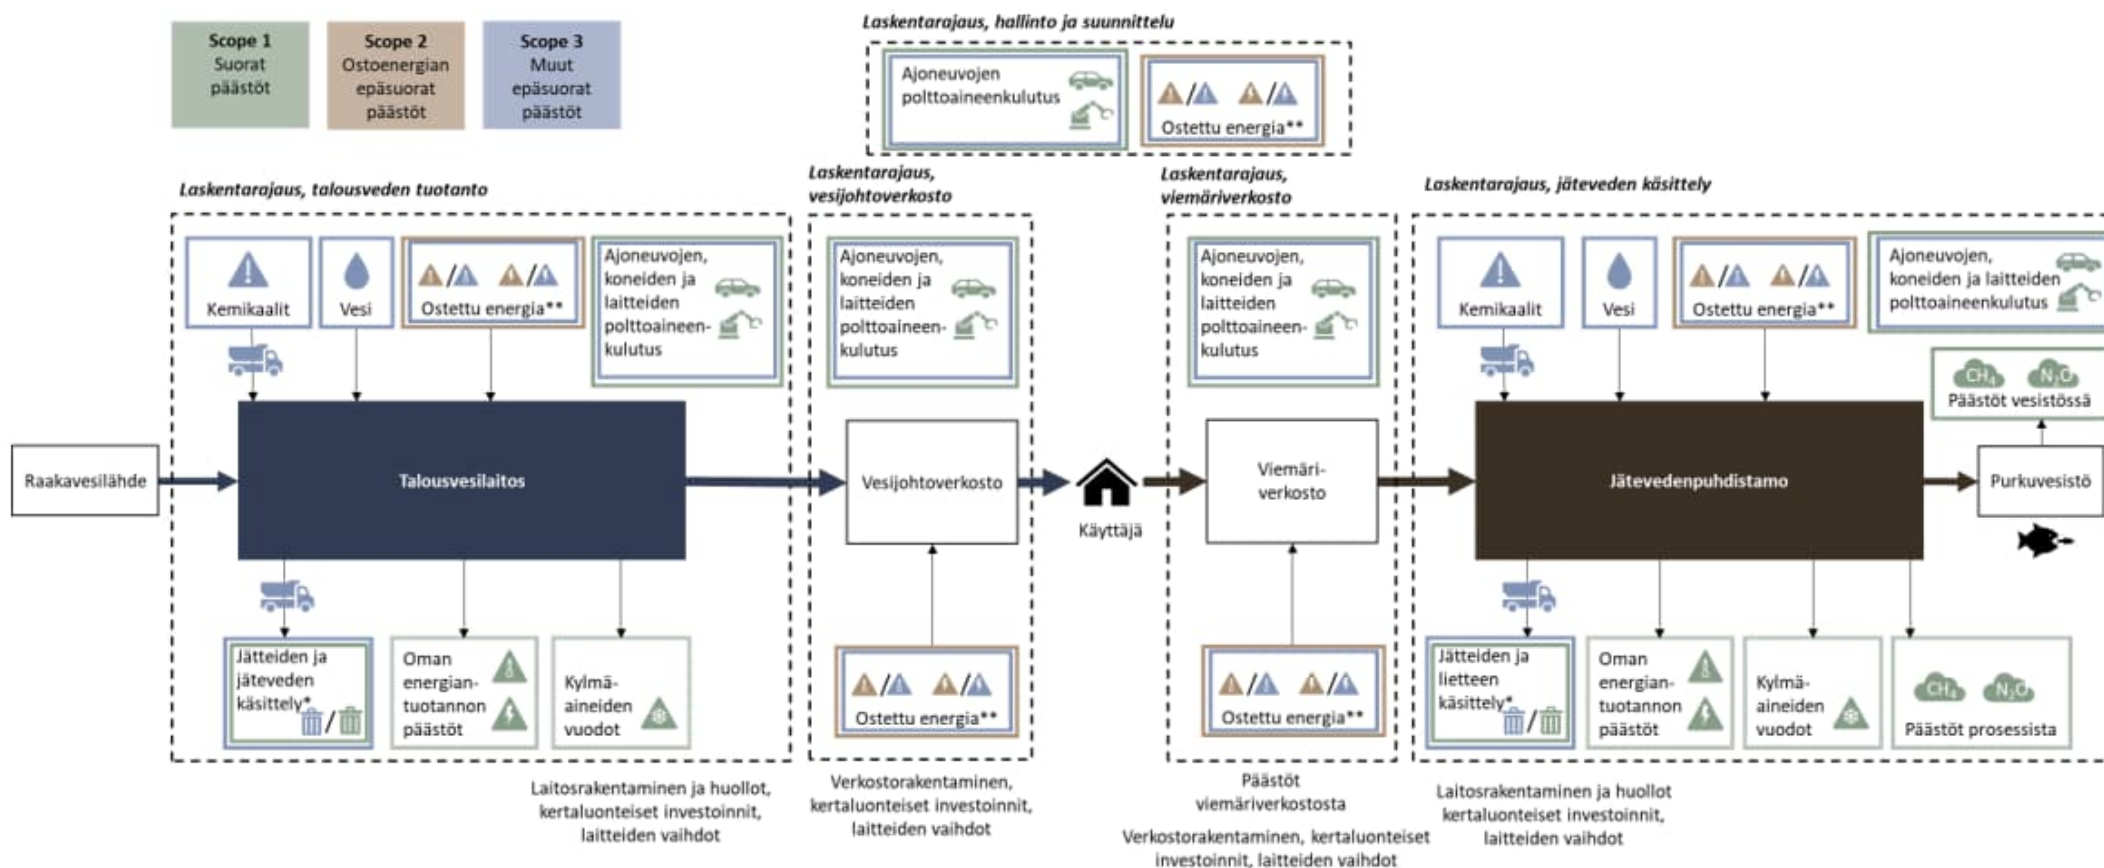 Scope 1
Suorat
päästöt
Scope 2
Ostoenergian
epäsuorat
päästöt
Scope 3
Muut
epäsuorat
päästöt
Laskentarajaus, hallinto ja suunnittelu
Ajoneuvojen
polttoaineenkulutus
/ /
Ostettu energia**
Laskentarajaus, talousveden tuotanto
Kemikaalit
Vesi
/ /
Ostettu energia**
Ajoneuvojen,
koneiden ja
laitteiden
polttoaineen-
kulutus
Raakavesilähde
Talousvesilaitos
Jätteiden ja
jäteveden
käsittely*
/
Oman
energian-
tuotannon
päästöt
Kylmä-
aineiden
vuodot
Laitosrakentaminen ja huollot,
kertaluonteiset investoinnit,
laitteiden vaihdot
Laskentarajaus,
vesijohtoverkosto
Ajoneuvojen,
koneiden ja
laitteiden
polttoaineen-
kulutus
Vesijohtoverkosto
/ /
Ostettu energia**
Verkostorakentaminen,
kertaluonteiset investoinnit,
laitteiden vaihdot
Käyttäjä
Laskentarajaus,
viemäriverkosto
Ajoneuvojen,
koneiden ja
laitteiden
polttoaineen-
kulutus
Viemäri-
verkosto
/ /
Ostettu energia**
Päästöt
viemäriverkostosta
Verkostorakentaminen, kertaluonteiset
investoinnit, laitteiden vaihdot
Laskentarajaus, jäteveden käsittely
Kemikaalit
Vesi
/ /
Ostettu energia**
Ajoneuvojen,
koneiden ja laitteiden
polttoaineenkulutus
CH4 N2O
Päästöt vesistössä
Jätevedenpuhdistamo
Purkuvesistö
Jätteiden ja
lietteen
käsittely*
/
Oman
energian-
tuotannon
päästöt
Kylmä-
aineiden
vuodot
CH4 N2O
Päästöt prosessista
Laitosrakentaminen ja huollot
kertaluonteiset investoinnit,
laitteiden vaihdot